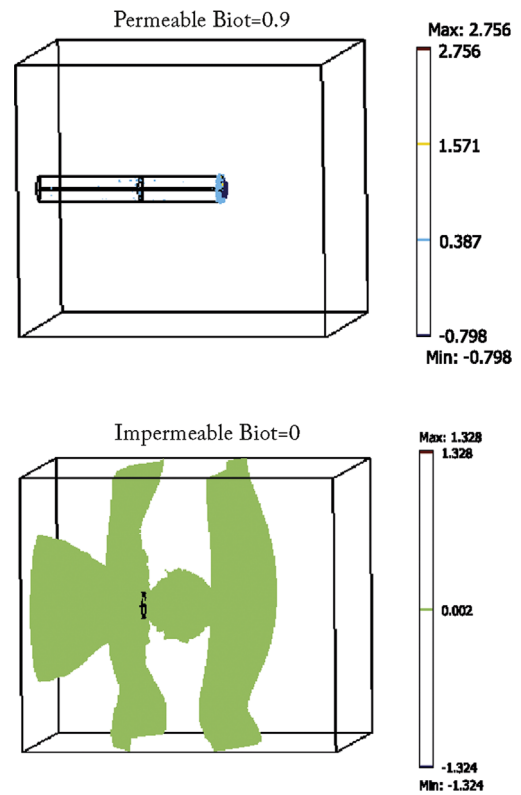 Permeable Biot=0.9
Max: 2.756
2.756
1.571
0.387
-0.798
Min: -0.798
Impermeable Biot=0
Max: 1.328
1.328
0.002
-1.324
Min: -1.324